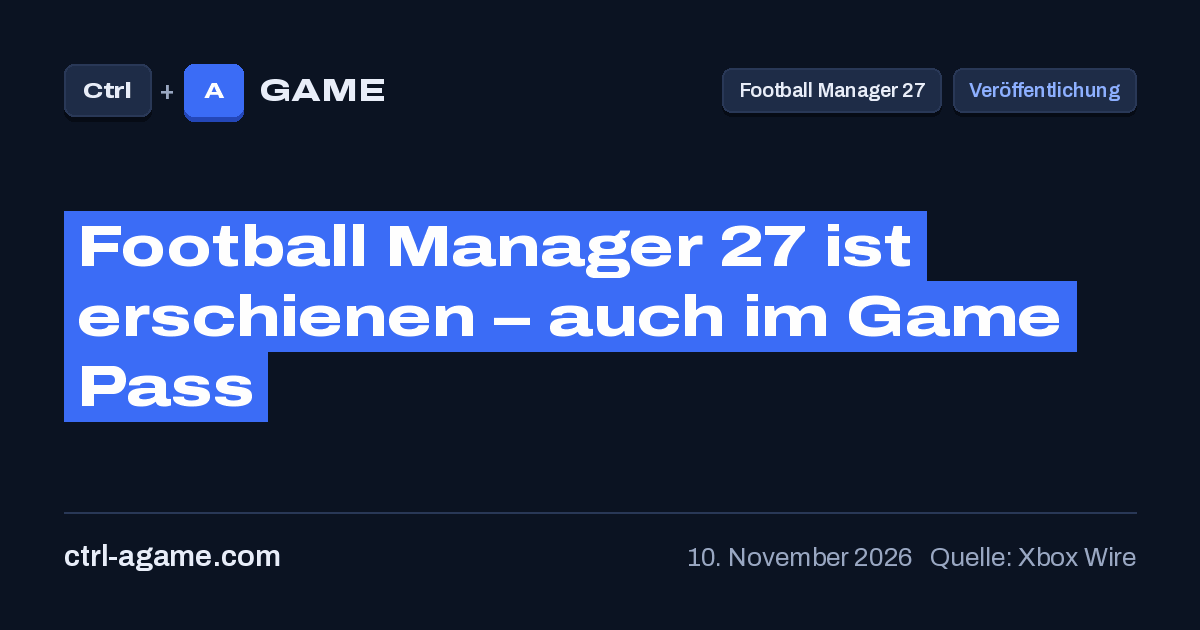 Ctrl + A GAME
Football Manager 27
Veröffentlichung
Football Manager 27 ist
erschienen – auch im Game
Pass
ctrl-agame.com
10. November 2026 Quelle: Xbox Wire